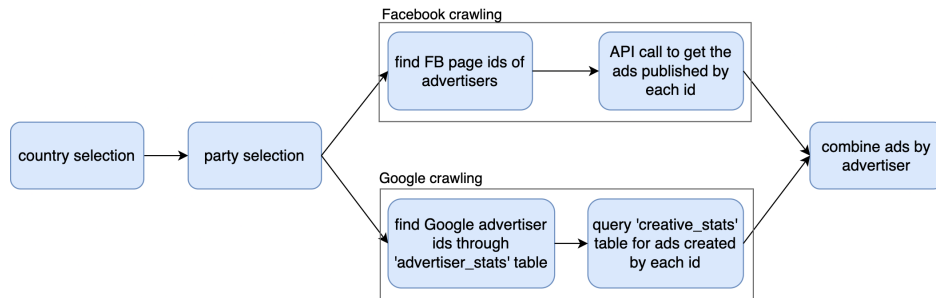 Facebook crawling
find FB page ids of
advertisers
API call to get the
ads published by
each id
country selection
party selection
combine ads by
advertiser
Google crawling
find Google advertiser
ids through
'advertiser_stats' table
query 'creative_stats'
table for ads created
by each id